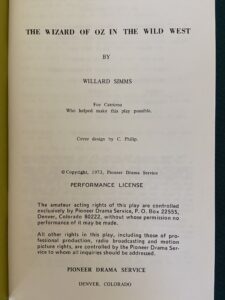 THE WIZARD OF OZ IN THE WILD WEST
BY
WILLARD SIMMS
For Catriona
Who helped make this play possible.
Cover design by C. Philip.
©Copyright, 1973, Pioneer Drama Service
PERFORMANCE LICENSE
The amateur acting rights of this play are controlled
exclusively by Pioneer Drama Service, P. O. Box 22555,
Denver, Colorado 80222, without whose permission no
performance of it may be made.
All other rights in this play, including those of pro-
fessional production, radio broadcasting and motion
picture rights, are controlled by the Pioneer Drama Ser-
vice to whom all inquiries should be addressed.
PIONEER DRAMA SERVICE
DENVER, COLORADO